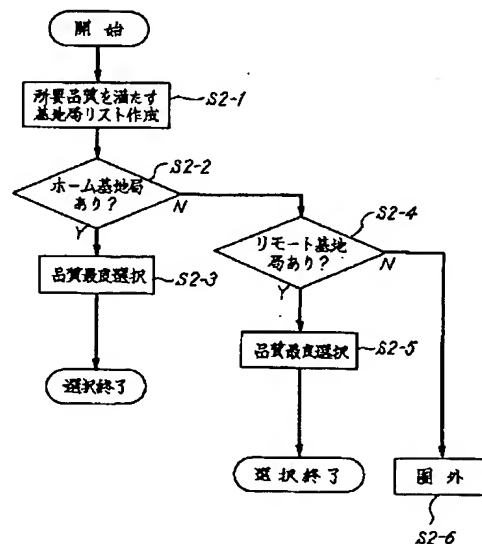 開始
所要品質を満たす
基地局リスト作成
S2-1
S2-2
ホーム基地局
あり?
N
Y
S2-4
リモート基地
局あり?
N
Y
品質最良選択
S2-3
品質最良選択
S2-5
選択終了
選択終了
圏外
S2-6